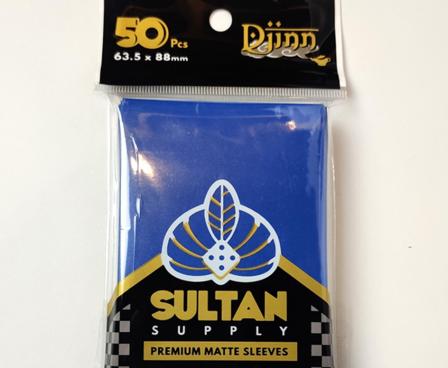 50 Pcs
63.5 x 88mm
Djinn
SULTAN
SUPPLY
PREMIUM MATTE SLEEVES